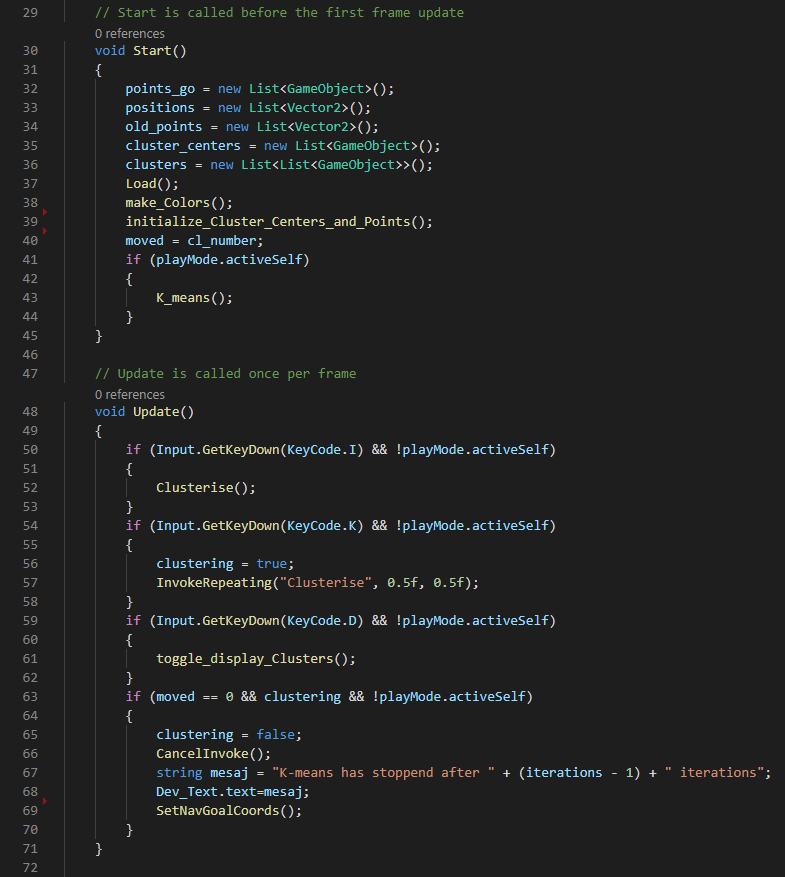 29 // Start is called before the first frame update
0 references
30 void Start()
31 {
32 points_go = new List<GameObject>();
33 positions = new List<Vector2>();
34 old_points = new List<Vector2>();
35 cluster_centers = new List<GameObject>();
36 clusters = new List<List<GameObject>>();
37 Load();
38 make_Colors();
39 initialize_Cluster_Centers_and_Points();
40 moved = cl_number;
41 if (playMode.activeSelf)
42 {
43 K_means();
44 }
45 }
46
47 // Update is called once per frame
0 references
48 void Update()
49 {
50 if (Input.GetKeyDown(KeyCode.I) && !playMode.activeSelf)
51 {
52 Clusterise();
53 }
54 if (Input.GetKeyDown(KeyCode.K) && !playMode.activeSelf)
55 {
56 clustering = true;
57 InvokeRepeating("Clusterise", 0.5f, 0.5f);
58 }
59 if (Input.GetKeyDown(KeyCode.D) && !playMode.activeSelf)
60 {
61 toggle_display_Clusters();
62 }
63 if (moved == 0 && clustering && !playMode.activeSelf)
64 {
65 clustering = false;
66 CancelInvoke();
67 string mesaj = "K-means has stoppend after " + (iterations - 1) + " iterations";
68 Dev_Text.text=mesaj;
69 SetNavGoalCoords();
70 }
71 }
72